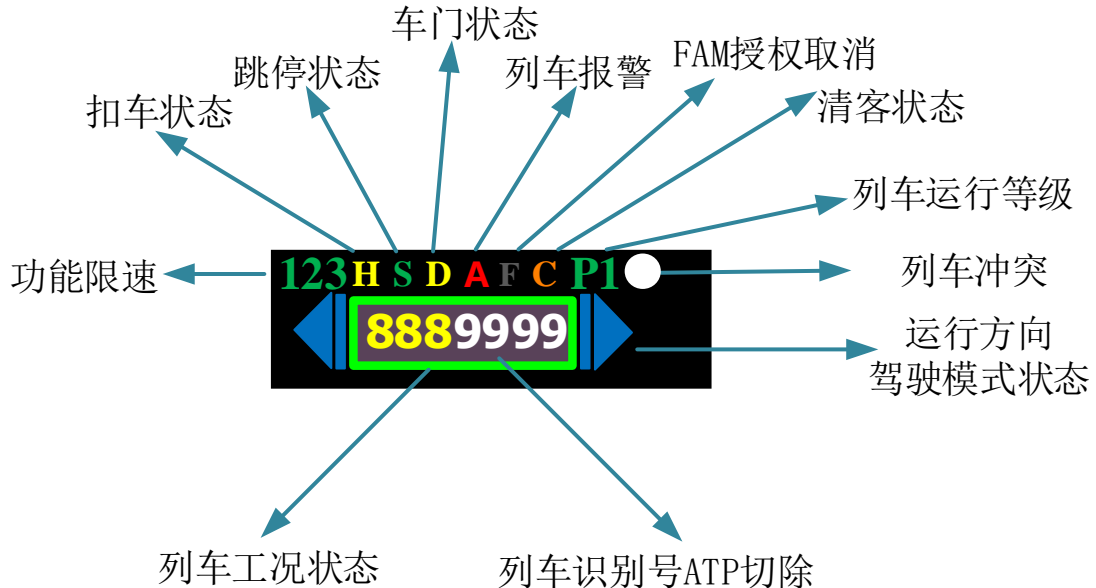 车门状态
FAM授权取消
跳停状态
列车报警
扣车状态
清客状态
列车运行等级
功能限速
123 H S D A F C P1
列车冲突
8889999
运行方向
驾驶模式状态
列车工况状态
列车识别号ATP切除